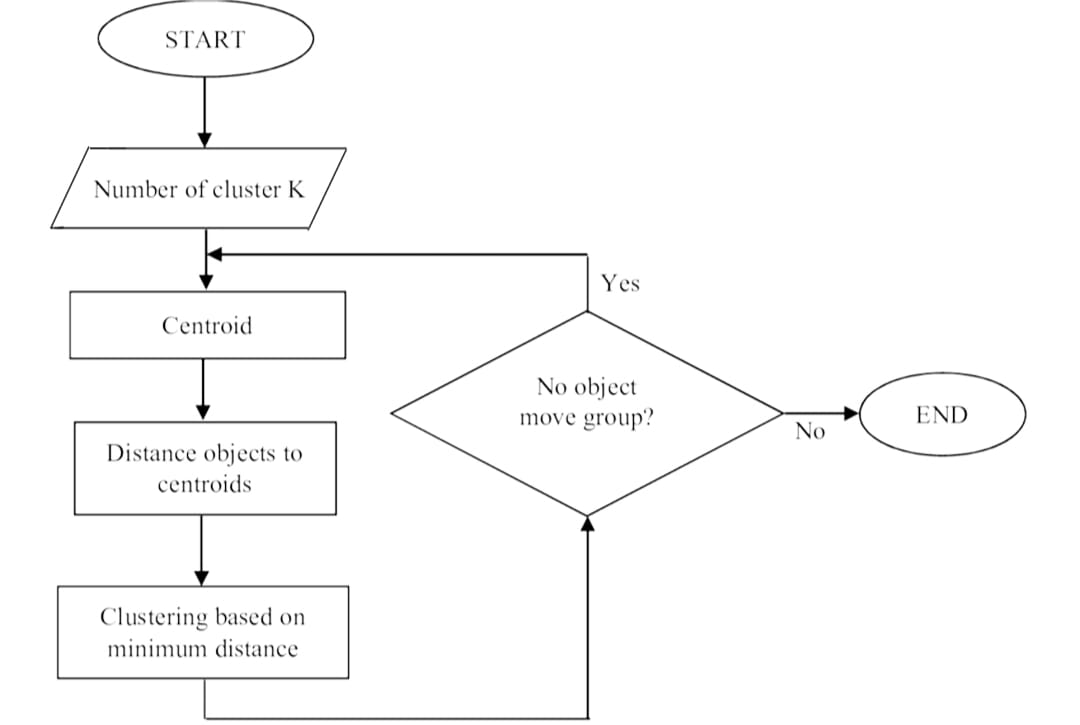 START
Number of cluster K
Centroid
Distance objects to
centroids
Clustering based on
minimum distance
Yes
No object
move group?
No
END